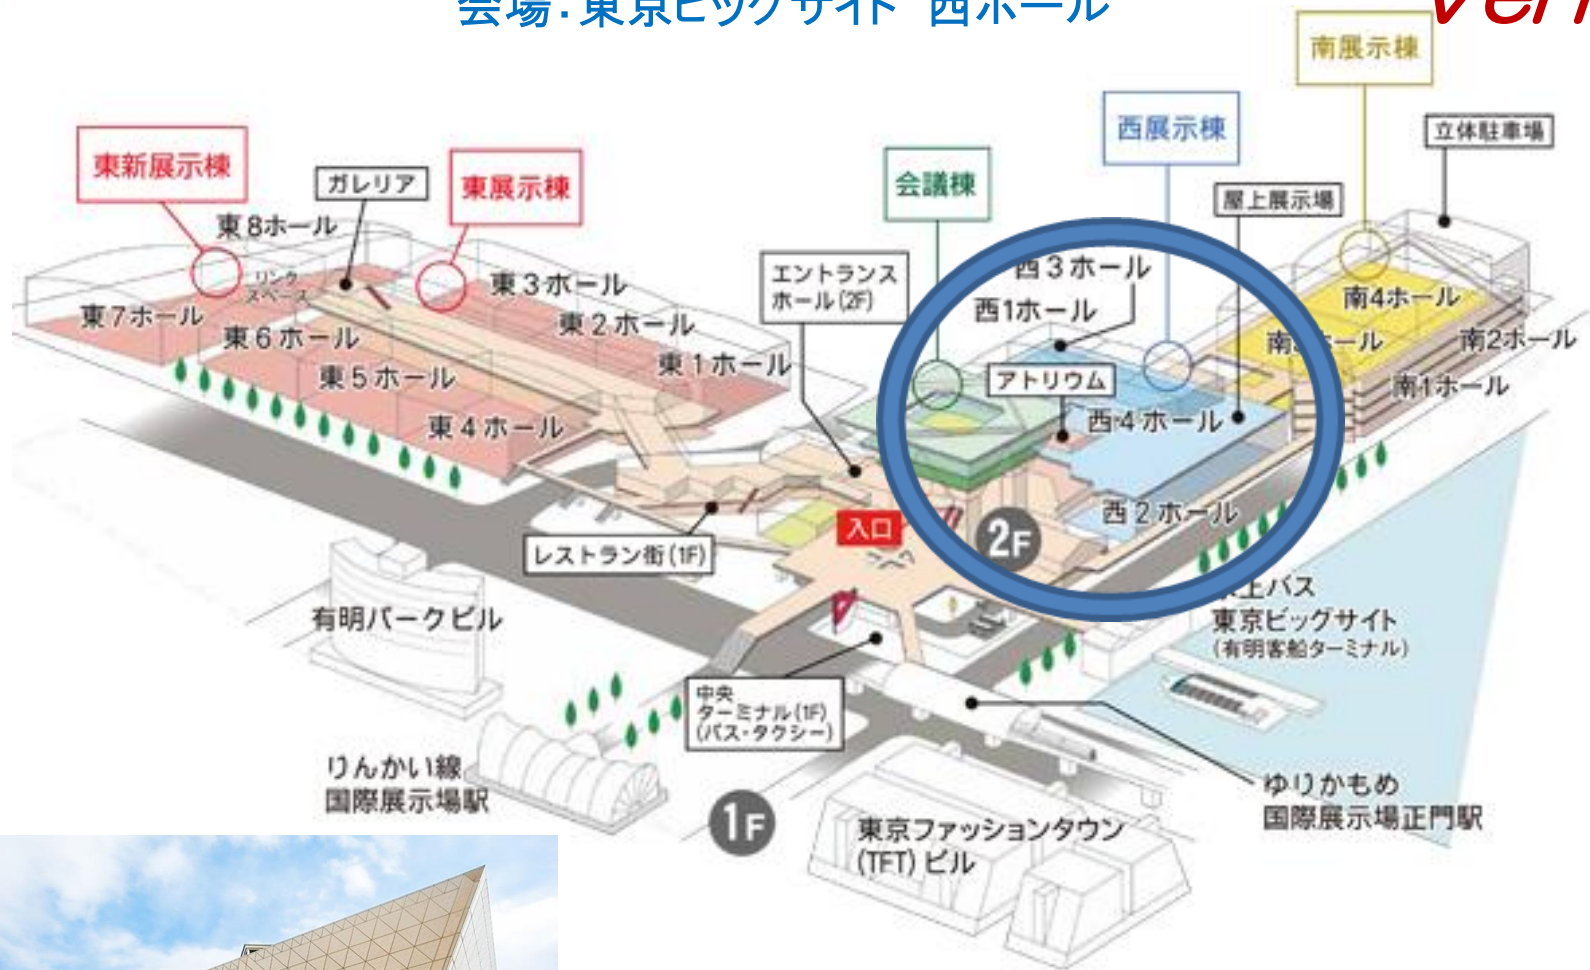 会場：東京ビッグサイト 西ホール
南展示棟
東新展示棟
ガレリア
東展示棟
会議棟
西展示棟
立体駐車場
屋上展示場
東8ホール
リンク
スペース
東7ホール
東6ホール
東5ホール
東4ホール
東3ホール
東2ホール
東1ホール
エントランス
ホール(2F)
西3ホール
西1ホール
アトリウム
西4ホール
西2ホール
南4ホール
南2ホール
南1ホール
入口
2F
レストラン街(1F)
有明パークビル
中央
ターミナル(1F)
(バス・タクシー)
上バス
東京ビッグサイト
(有明客船ターミナル)
りんかい線
国際展示場駅
1F
東京ファッションタウン
(TFT)ビル
ゆりかもめ
国際展示場正門駅